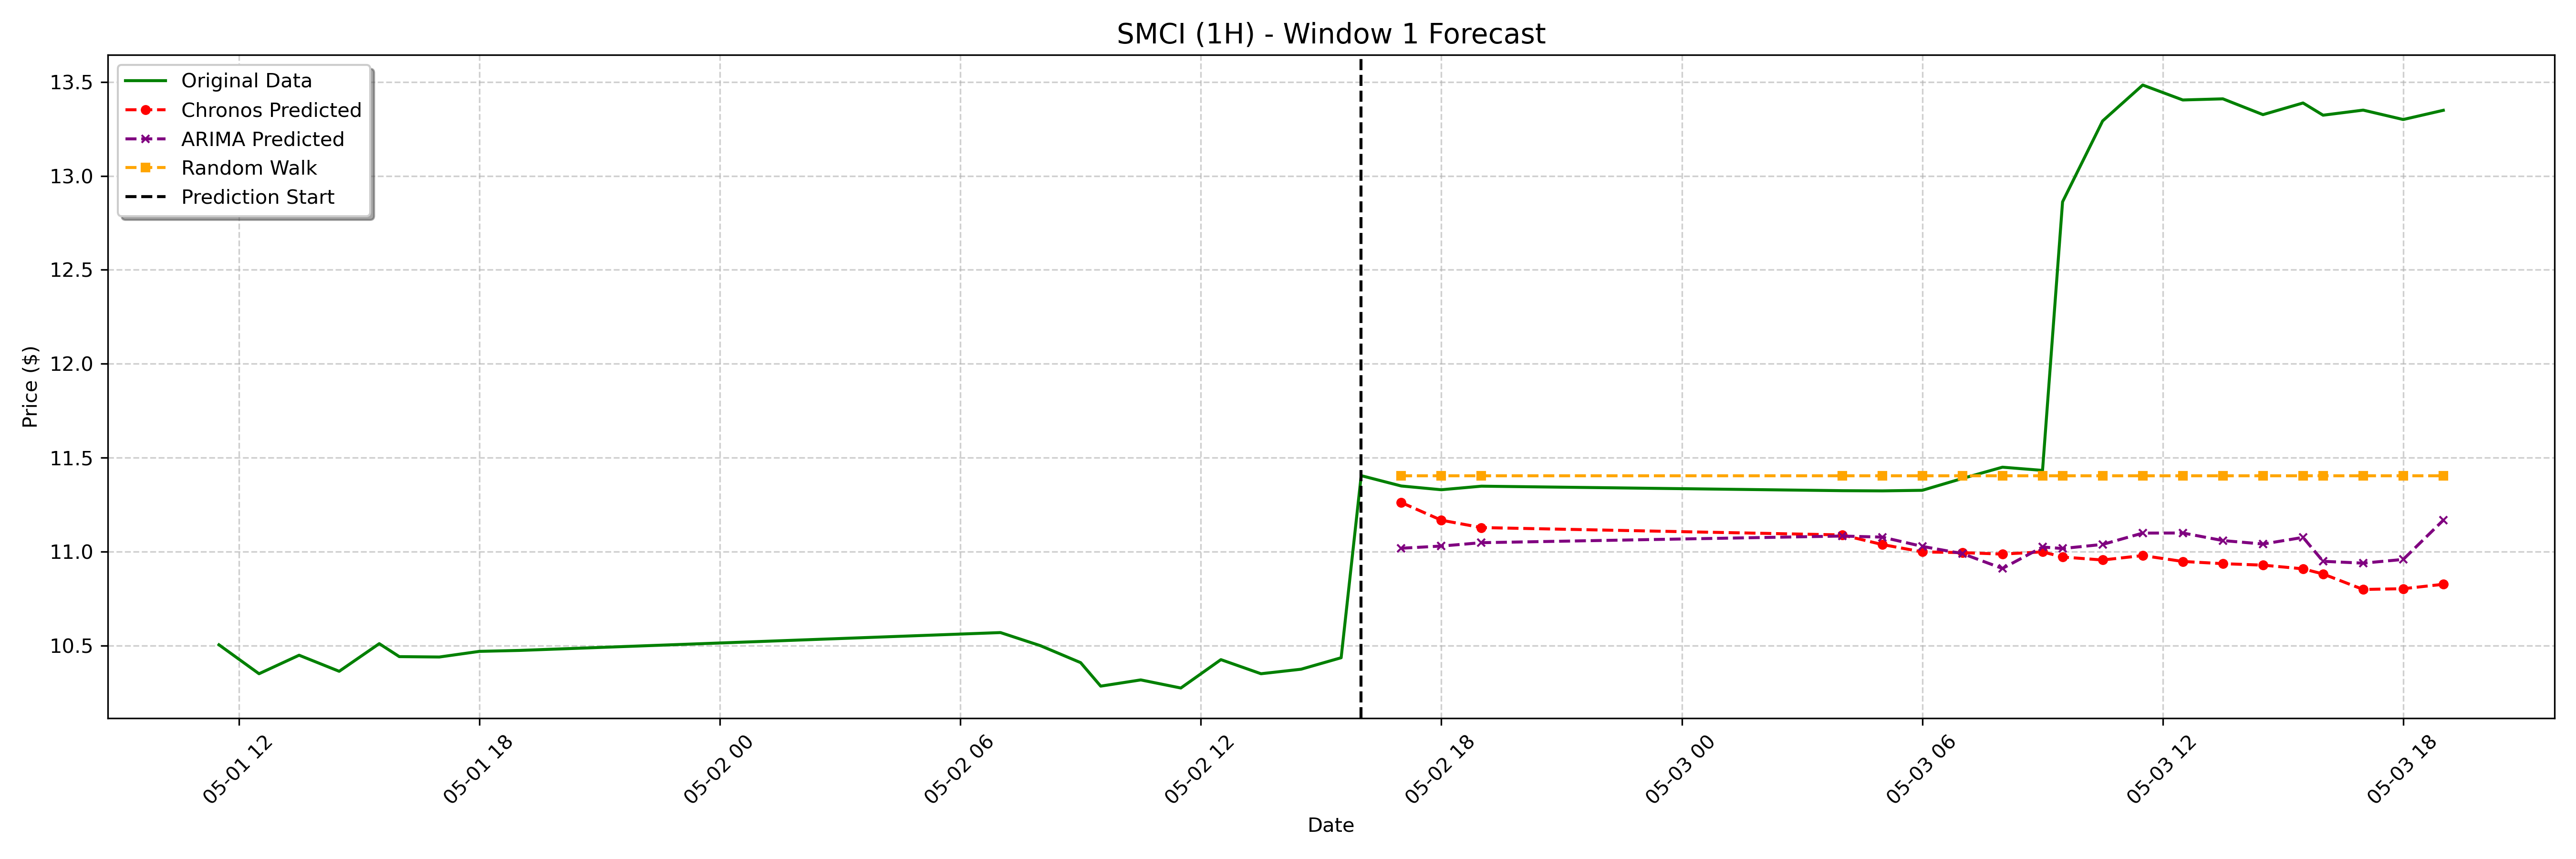 SMCI (1H) - Window 1 Forecast
Original Data
Chronos Predicted
ARIMA Predicted
Random Walk
Prediction Start
Price ($)
13.5
13.0
12.5
12.0
11.5
11.0
10.5
05-01 12
05-01 18
05-02 00
05-02 06
05-02 12
05-02 18
05-03 00
05-03 06
05-03 12
05-03 18
Date